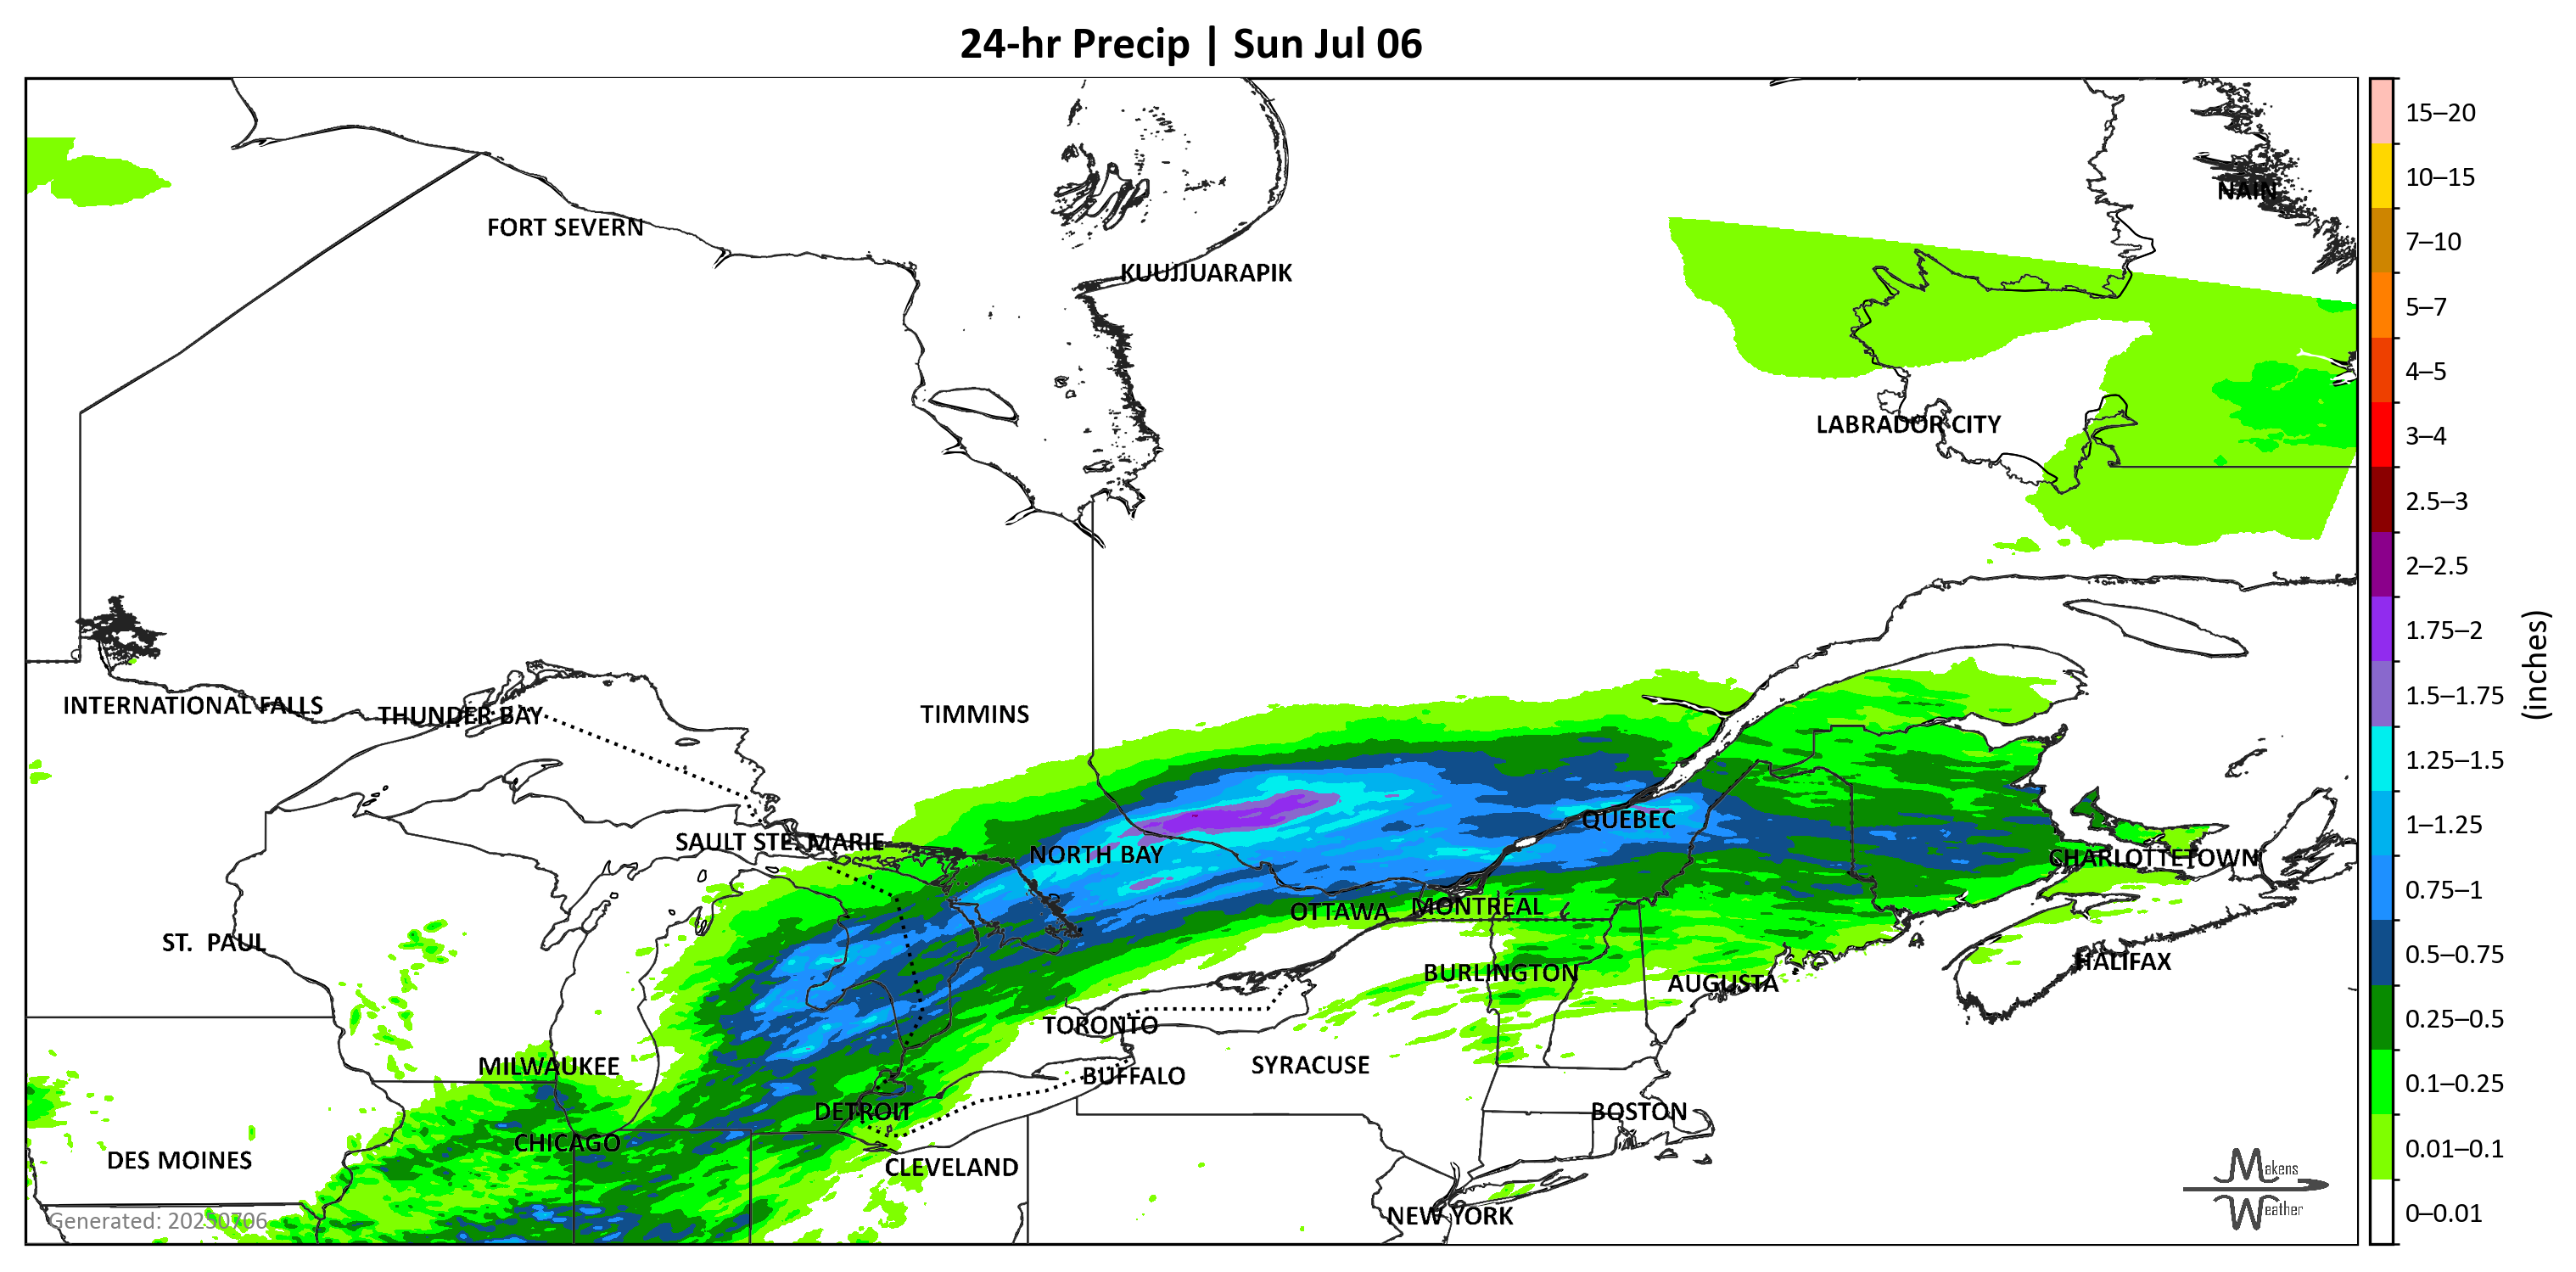 24-hr Precip | Sun Jul 06
NAIN
FORT SEVERN
KUUJJUARAPIK
LABRADOR CITY
INTERNATIONAL FALLS
THUNDER BAY
TIMMINS
QUEBEC
SAULT STE. MARIE
NORTH BAY
CHARLOTTETOWN
OTTAWA
MONTREAL
ST. PAUL
HALIFAX
BURLINGTON
AUGUSTA
TORONTO
MILWAUKEE
SYRACUSE
BUFFALO
DETROIT
BOSTON
CHICAGO
DES MOINES
CLEVELAND
NEW YORK
Generated: 20250706
Makens
Weather
15–20
10–15
7–10
5–7
4–5
3–4
2.5–3
2–2.5
1.75–2
1.5–1.75
1.25–1.5
1–1.25
0.75–1
0.5–0.75
0.25–0.5
0.1–0.25
0.01–0.1
0–0.01
(inches)